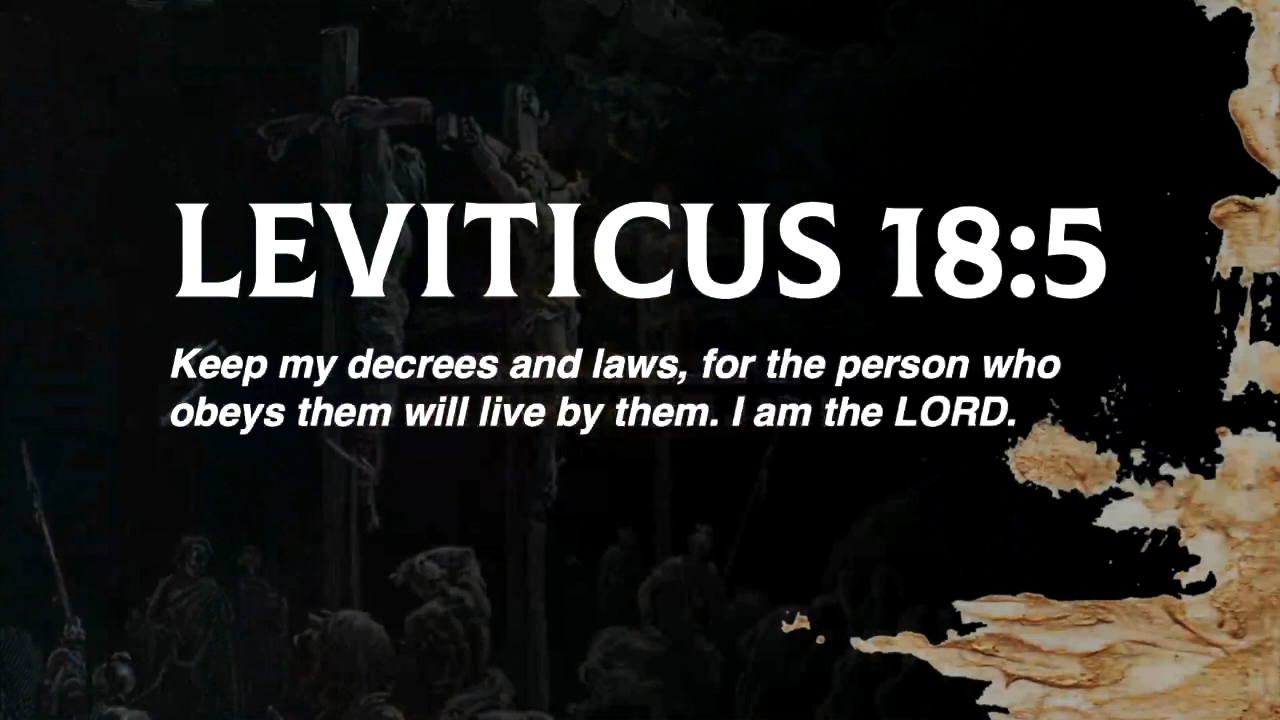 LEVITICUS 18:5
Keep my decrees and laws, for the person who
obeys them will live by them. I am the LORD.